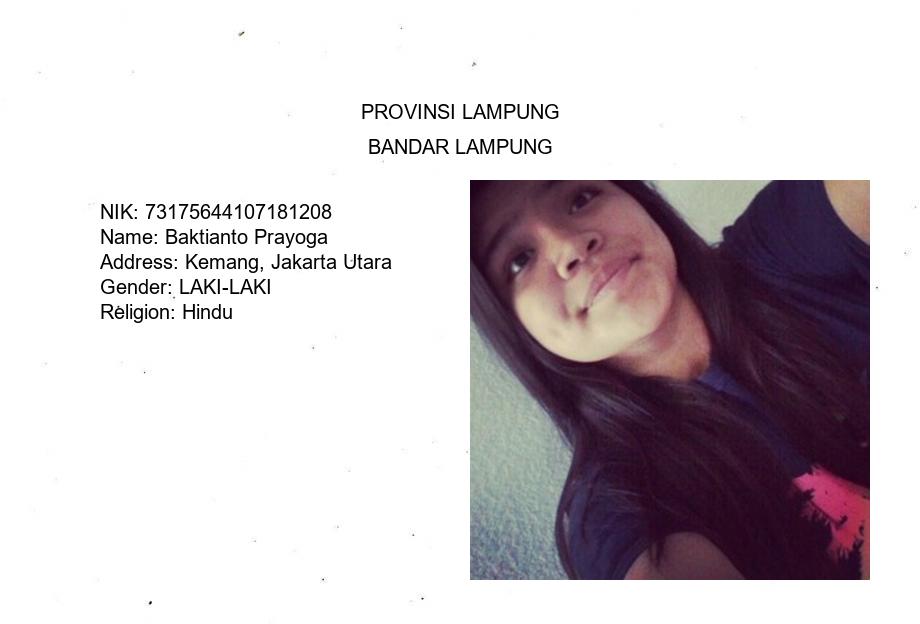 PROVINSI LAMPUNG
BANDAR LAMPUNG
NIK: 73175644107181208
Name: Baktianto Prayoga
Address: Kemang, Jakarta Utara
Gender: LAKI-LAKI
Religion: Hindu